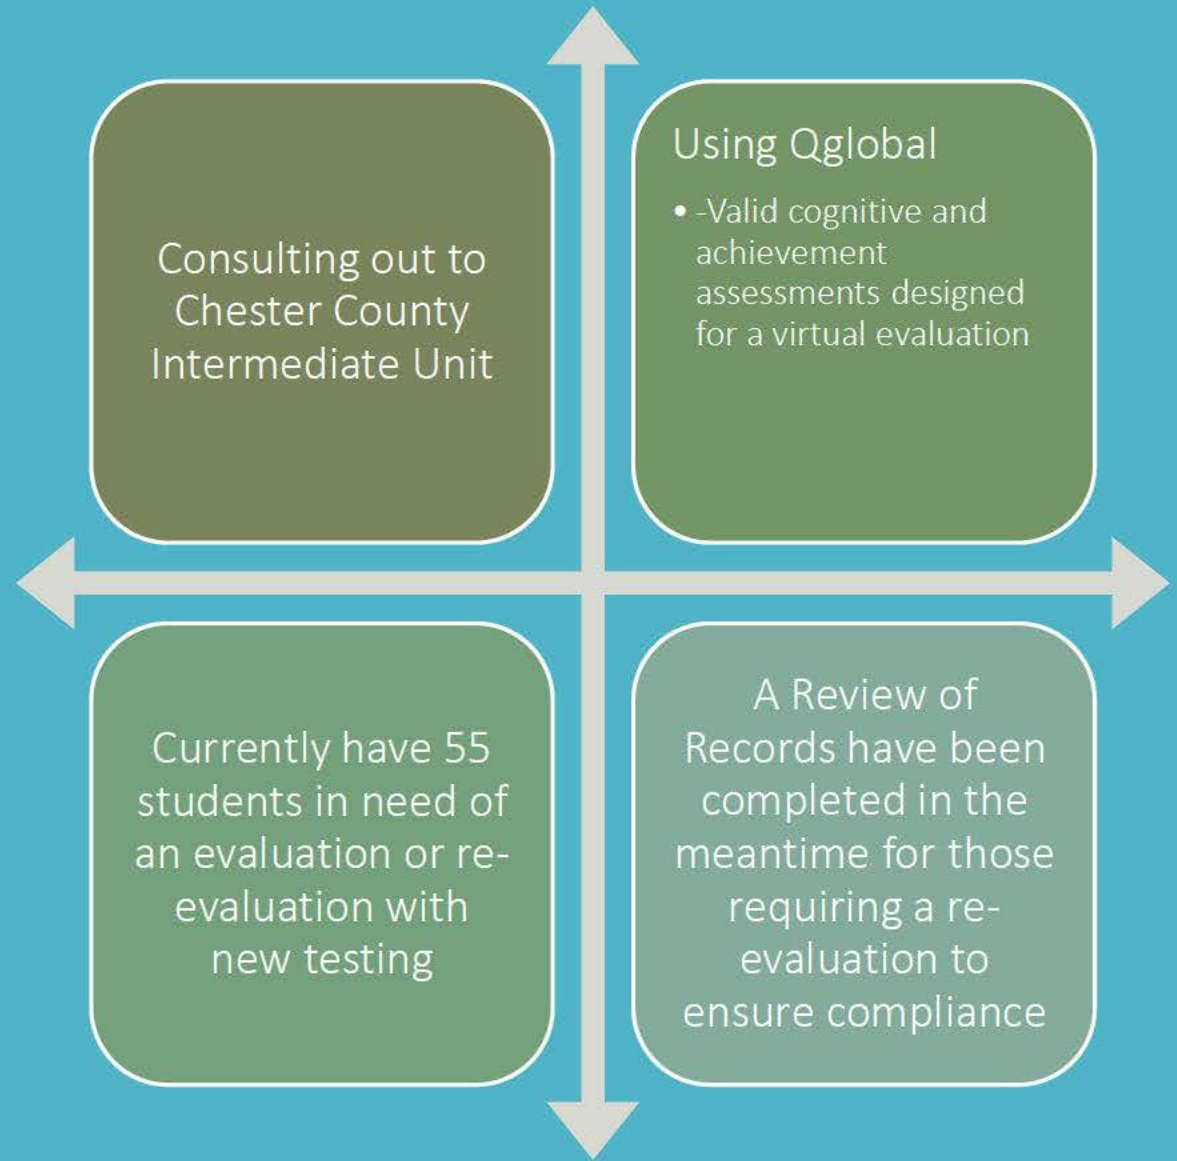 Consulting out to
Chester County
Intermediate Unit
Using Qglobal
• -Valid cognitive and
achievement
assessments designed
for a virtual evaluation
Currently have 55
students in need of
an evaluation or re-
evaluation with
new testing
A Review of
Records have been
completed in the
meantime for those
requiring a re-
evaluation to
ensure compliance